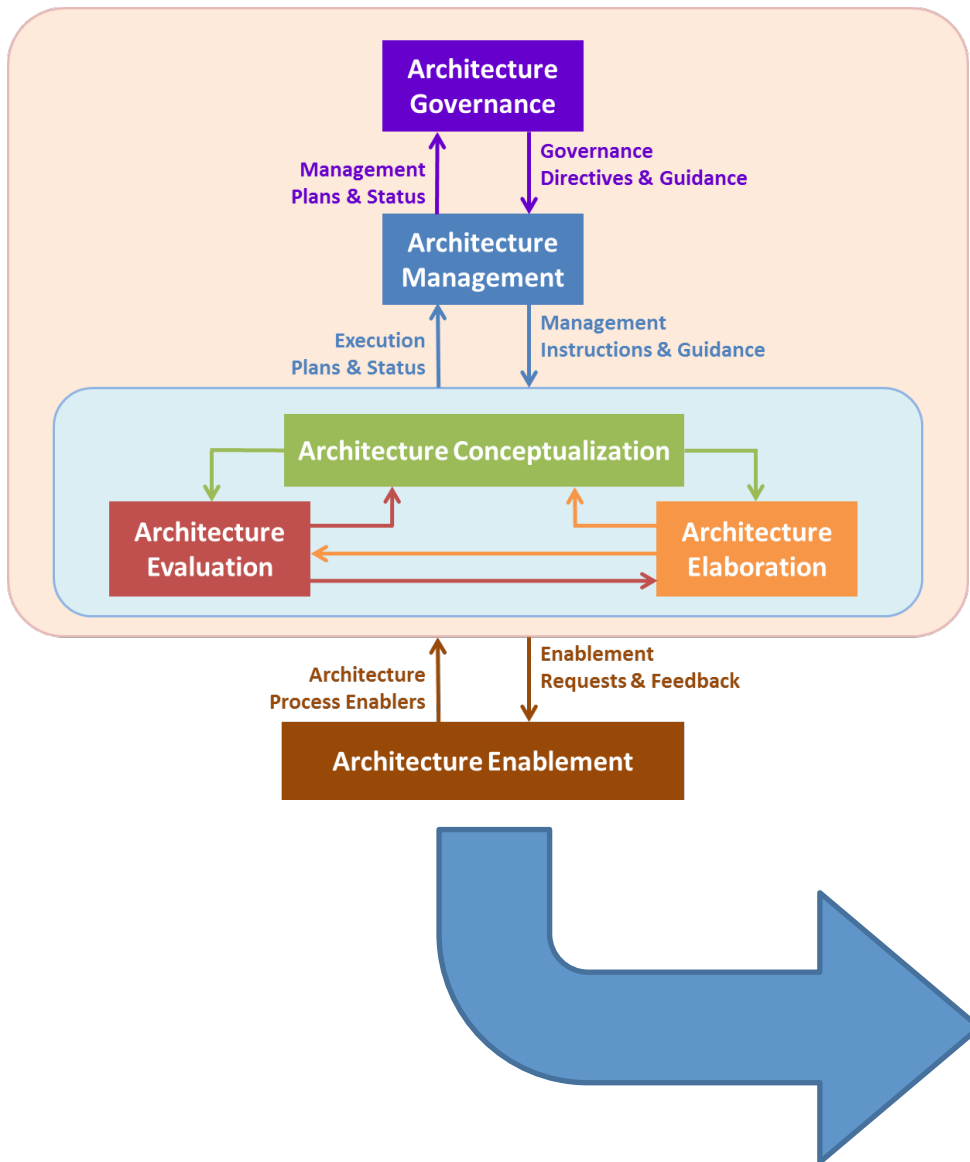 Architecture
Governance
Management
Plans & Status
Governance
Directives & Guidance
Architecture
Management
Execution
Plans & Status
Management
Instructions & Guidance
Architecture Conceptualization
Architecture
Evaluation
Architecture
Elaboration
Architecture
Process Enablers
Enablement
Requests & Feedback
Architecture Enablement